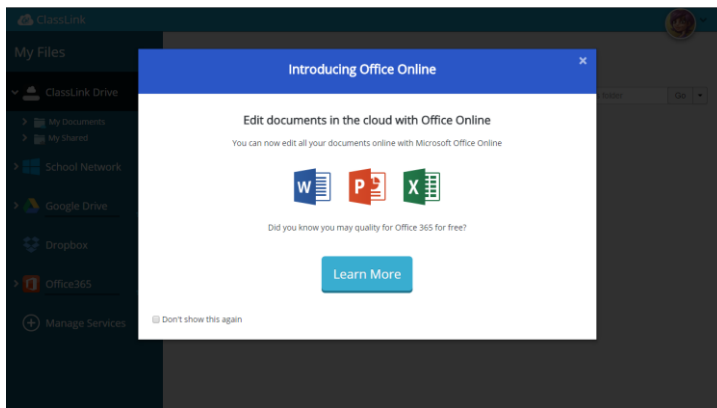 ClassLink
My Files
Introducing Office Online
×
ClassLink Drive
Go
My Documents
My Shared
Edit documents in the cloud with Office Online
You can now edit all your documents online with Microsoft Office Online
School Network
W P X
Google Drive
Did you know you may quality for Office 365 for free?
Dropbox
Learn More
Office365
Don't show this again
Manage Services